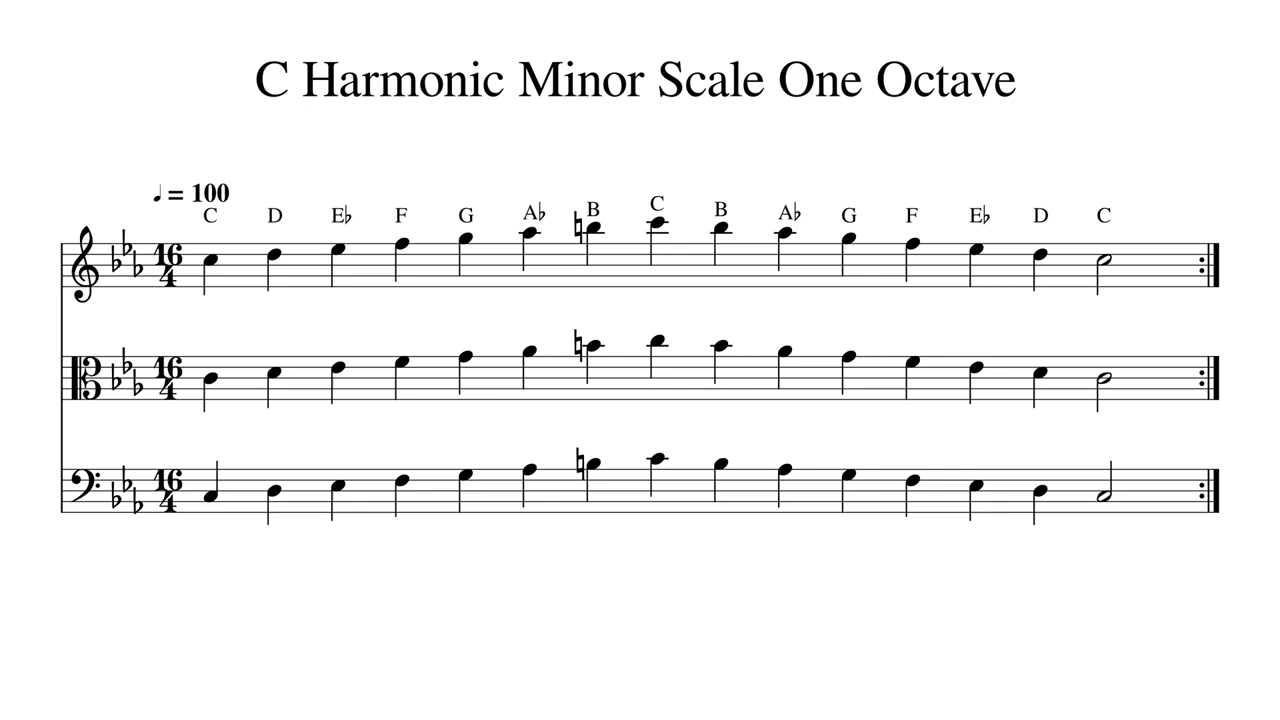 C Harmonic Minor Scale One Octave
♩ = 100
C D E♭ F G A♭ B C B A♭ G F E♭ D C
16
4
16
4
16
4